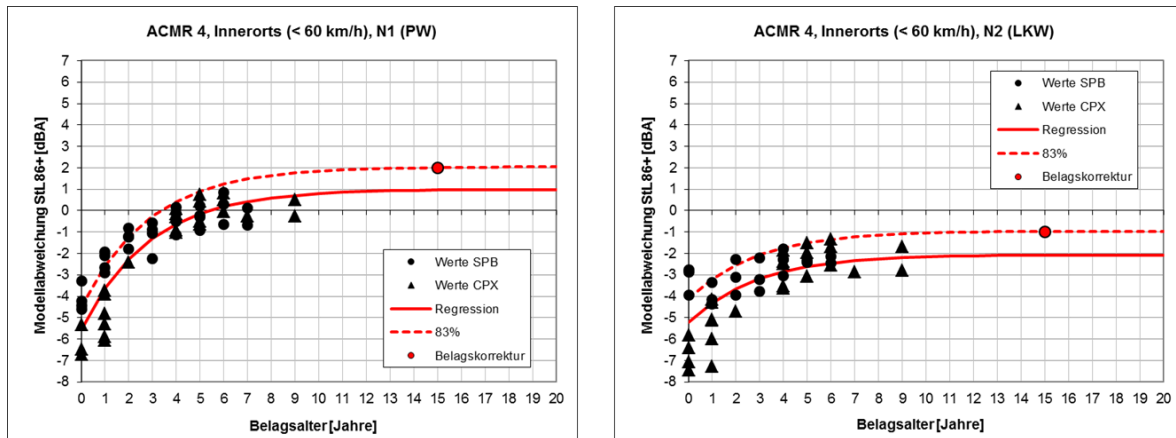 ACMR 4, Innerorts (< 60 km/h), N1 (PW)
Modellabweichung StL86+ [dBA]
7
6
5
4
3
2
1
0
-1
-2
-3
-4
-5
-6
-7
-8
Werte SPB
Werte CPX
Regression
83%
Belagskorrektur
0 1 2 3 4 5 6 7 8 9 10 11 12 13 14 15 16 17 18 19 20
Belagsalter [Jahre]
ACMR 4, Innerorts (< 60 km/h), N2 (LKW)
Modellabweichung StL86+ [dBA]
7
6
5
4
3
2
1
0
-1
-2
-3
-4
-5
-6
-7
-8
Werte SPB
Werte CPX
Regression
83%
Belagskorrektur
0 1 2 3 4 5 6 7 8 9 10 11 12 13 14 15 16 17 18 19 20
Belagsalter [Jahre]